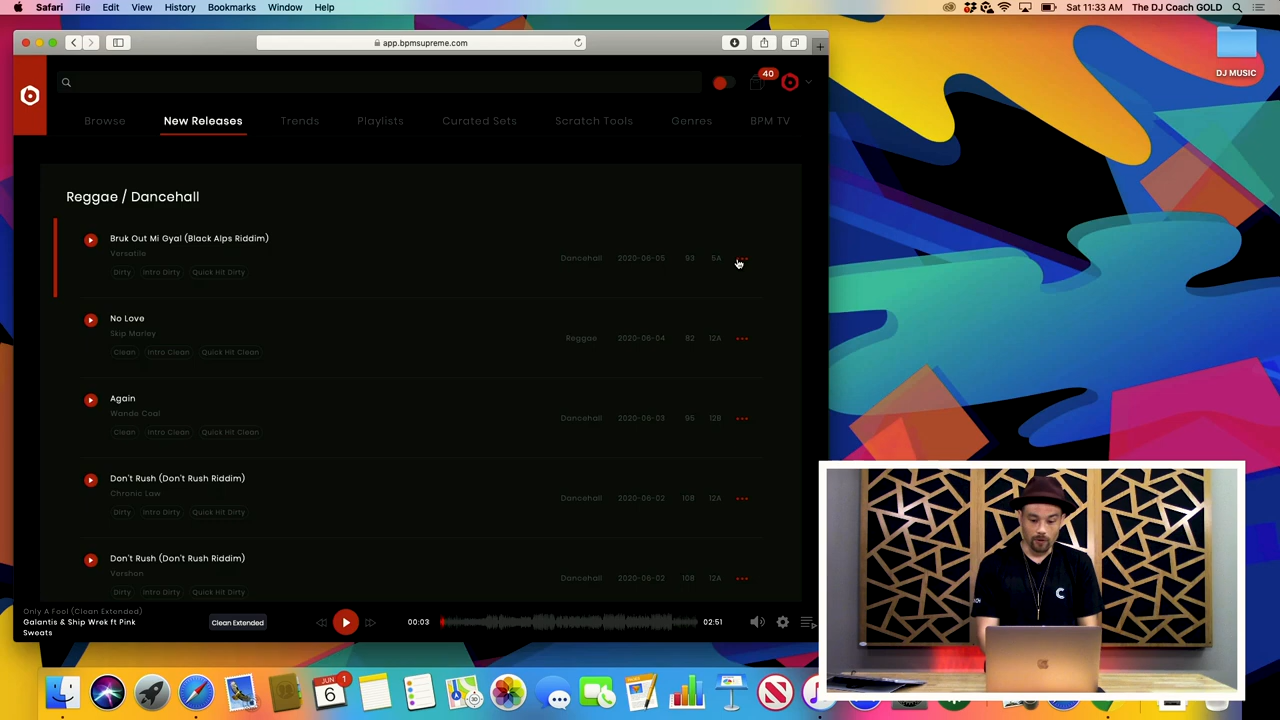 Safari File Edit View History Bookmarks Window Help
Sat 11:33 AM The DJ Coach GOLD
app.bpmsupreme.com
DJ MUSIC
40
Browse New Releases Trends Playlists Curated Sets Scratch Tools Genres BPM TV
Reggae / Dancehall
Bruk Out Mi Gyal (Black Alps Riddim)
Versatile
Dancehall 2020-06-05 93 5A
Dirty Intro Dirty Quick Hit Dirty
No Love
Skip Marley
Reggae 2020-06-04 82 12A
Clean Intro Clean Quick Hit Clean
Again
Wande Coal
Dancehall 2020-06-03 95 12B
Clean Intro Clean Quick Hit Clean
Don't Rush (Don't Rush Riddim)
Chronic Law
Dancehall 2020-06-02 108 12A
Dirty Intro Dirty Quick Hit Dirty
Don't Rush (Don't Rush Riddim)
Vershon
Dancehall 2020-06-02 108 12A
Dirty Intro Dirty Quick Hit Dirty
Only A Fool (Clean Extended)
Galantis & Ship Wrek ft Pink
Sweats
Clean Extended
00:03
02:51
JUN 1
6
C